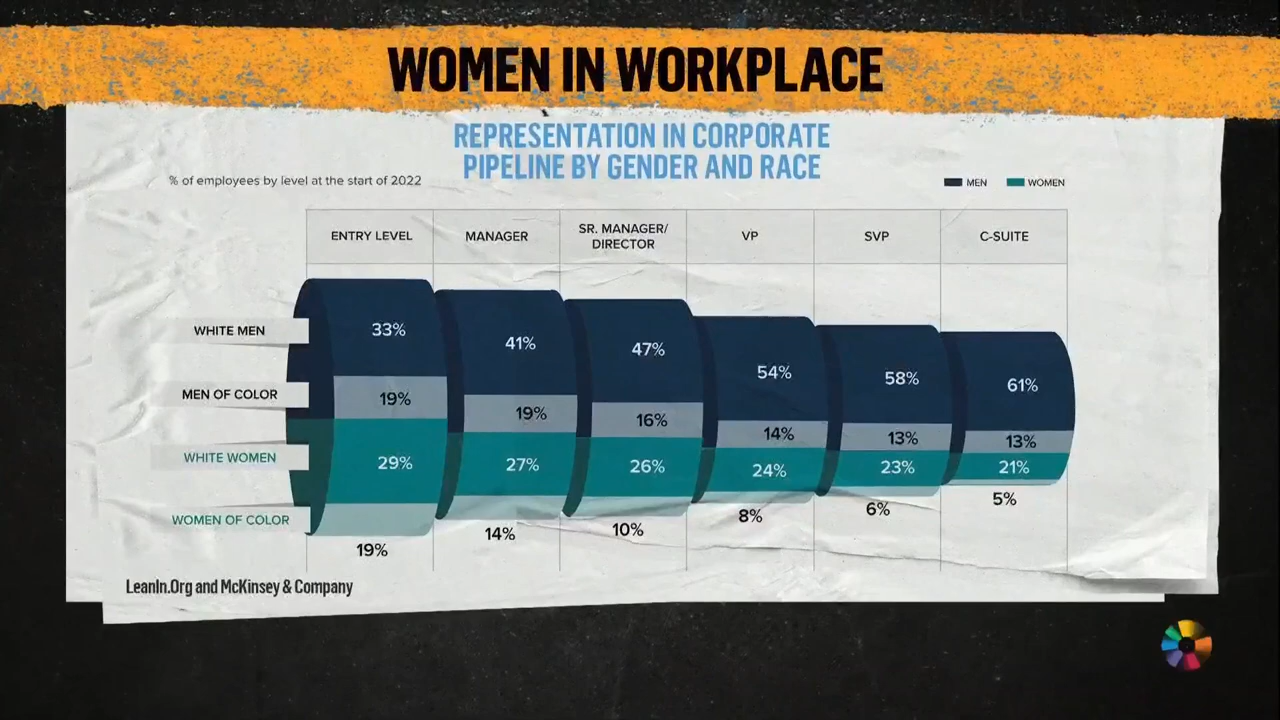 WOMEN IN WORKPLACE
REPRESENTATION IN CORPORATE
PIPELINE BY GENDER AND RACE
% of employees by level at the start of 2022
MEN
WOMEN
ENTRY LEVEL
MANAGER
SR. MANAGER/
DIRECTOR
VP
SVP
C-SUITE
WHITE MEN
33%
41%
47%
54%
58%
61%
MEN OF COLOR
19%
19%
16%
14%
13%
13%
WHITE WOMEN
29%
27%
26%
24%
23%
21%
WOMEN OF COLOR
19%
14%
10%
8%
6%
5%
LeanIn.Org and McKinsey & Company